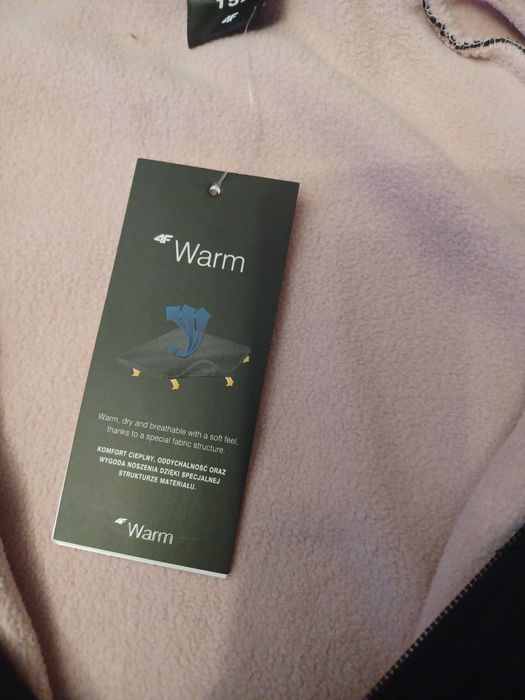 4F
4F Warm
Warm, dry and breathable with a soft feel,
thanks to a special fabric structure.
KOMFORT CIEPLNY, ODDYCHALNOŚĆ ORAZ
WYGODA NOSZENIA DZIĘKI SPECJALNEJ
STRUKTURZE MATERIAŁU.
4F Warm